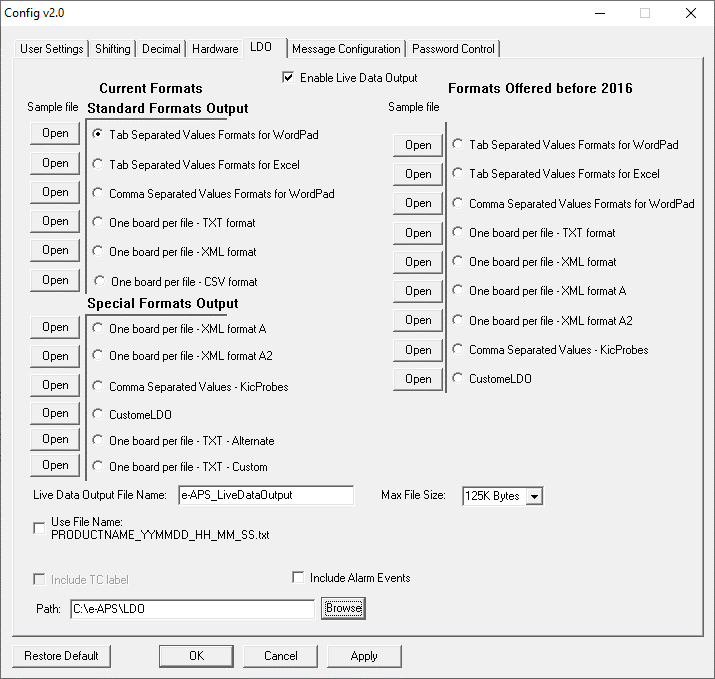 Config v2.0
User Settings
Shifting
Decimal
Hardware
LDO
Message Configuration
Password Control
Enable Live Data Output
Current Formats
Sample file
Standard Formats Output
Open
Tab Separated Values Formats for WordPad
Open
Tab Separated Values Formats for Excel
Open
Comma Separated Values Formats for WordPad
Open
One board per file - TXT format
Open
One board per file - XML format
Open
One board per file - CSV format
Special Formats Output
Open
One board per file - XML format A
Open
One board per file - XML format A2
Open
Comma Separated Values - KicProbes
Open
CustomeLDO
Open
One board per file - TXT - Alternate
Open
One board per file - TXT - Custom
Formats Offered before 2016
Sample file
Open
Tab Separated Values Formats for WordPad
Open
Tab Separated Values Formats for Excel
Open
Comma Separated Values Formats for WordPad
Open
One board per file - TXT format
Open
One board per file - XML format
Open
One board per file - XML format A
Open
One board per file - XML format A2
Open
Comma Separated Values - KicProbes
Open
CustomeLDO
Live Data Output File Name:
e-APS_LiveDataOutput
Max File Size:
125K Bytes
Use File Name:
PRODUCTNAME_YYMMDD_HH_MM_SS.txt
Include TC label
Include Alarm Events
Path:
C:\e-APS\LDO
Browse
Restore Default
OK
Cancel
Apply